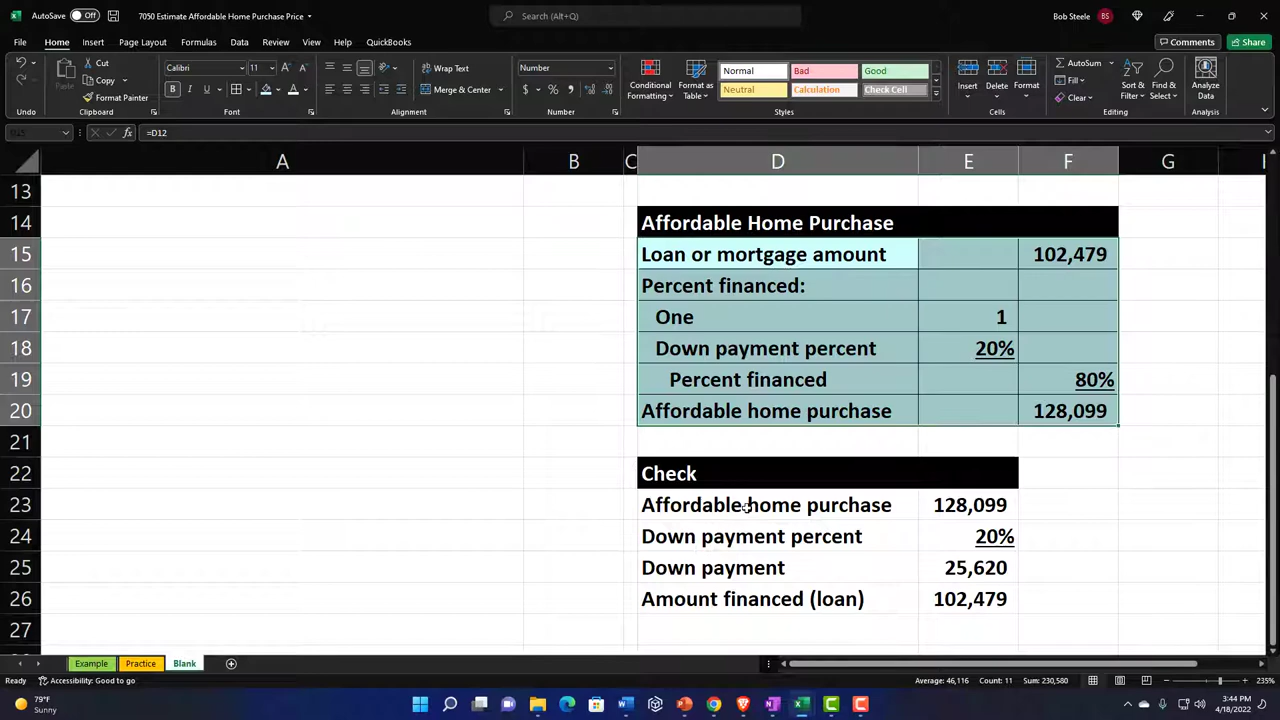 AutoSave Off 7050 Estimate Affordable Home Purchase Price Search (Alt+Q) Bob Steele BS
File Home Insert Page Layout Formulas Data Review View Help QuickBooks Comments Share
Cut Calibri 11 Wrap Text Number Normal Bad Good AutoSum
Paste Copy Format Painter B I U Merge & Center $ % Conditional Formatting Format as Table Neutral Calculation Check Cell Insert Delete Format Fill Clear Sort & Filter Find & Select Analyze Data
Undo Clipboard Font Alignment Number Styles Cells Editing Analysis
=D12
A B C D E F G
13
14 Affordable Home Purchase
15 Loan or mortgage amount 102,479
16 Percent financed:
17 One 1
18 Down payment percent 20%
19 Percent financed 80%
20 Affordable home purchase 128,099
21
22 Check
23 Affordable home purchase 128,099
24 Down payment percent 20%
25 Down payment 25,620
26 Amount financed (loan) 102,479
27
Example Practice Blank
Ready Accessibility: Good to go Average: 46,116 Count: 11 Sum: 230,580 235%
79°F Sunny 3:44 PM 4/18/2022